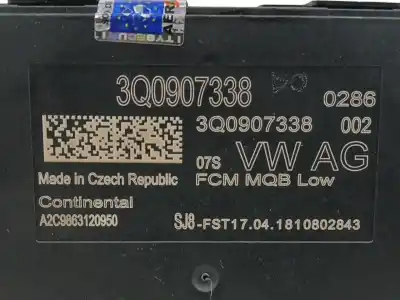 3Q0907338
0286
3Q0907338 002
07S VW AG
Made in Czech Republic
FCM MQB Low
Continental
A2C9863120950
SJ8-FST17.04.1810802843